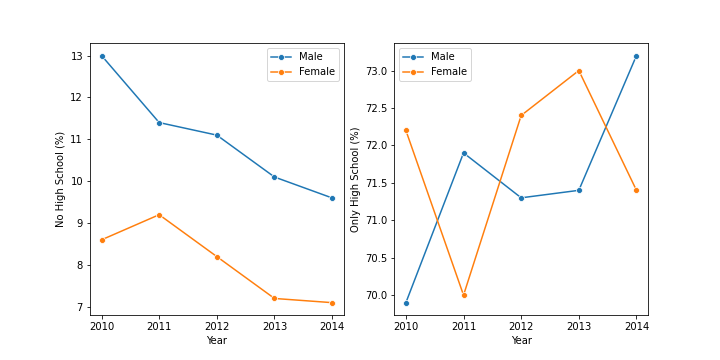 No High School (%)
13
12
11
10
9
8
7
Male
Female
2010 2011 2012 2013 2014
Year
Only High School (%)
73.0
72.5
72.0
71.5
71.0
70.5
70.0
Male
Female
2010 2011 2012 2013 2014
Year